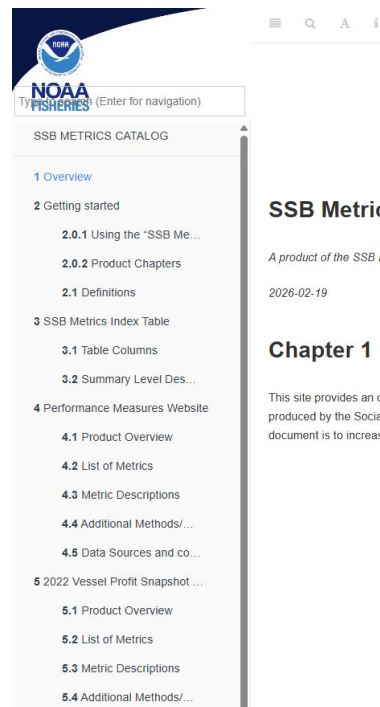 NOAA
NOAA
FISHERIES
Type to search (Enter for navigation)
SSB METRICS CATALOG
1 Overview
2 Getting started
2.0.1 Using the “SSB Me…
2.0.2 Product Chapters
2.1 Definitions
3 SSB Metrics Index Table
3.1 Table Columns
3.2 Summary Level Des…
4 Performance Measures Website
4.1 Product Overview
4.2 List of Metrics
4.3 Metric Descriptions
4.4 Additional Methods/…
4.5 Data Sources and co…
5 2022 Vessel Profit Snapshot …
5.1 Product Overview
5.2 List of Metrics
5.3 Metric Descriptions
5.4 Additional Methods/…
A i
SSB Metric
A product of the SSB
2026-02-19
Chapter 1
This site provides an
produced by the Socia
document is to increas